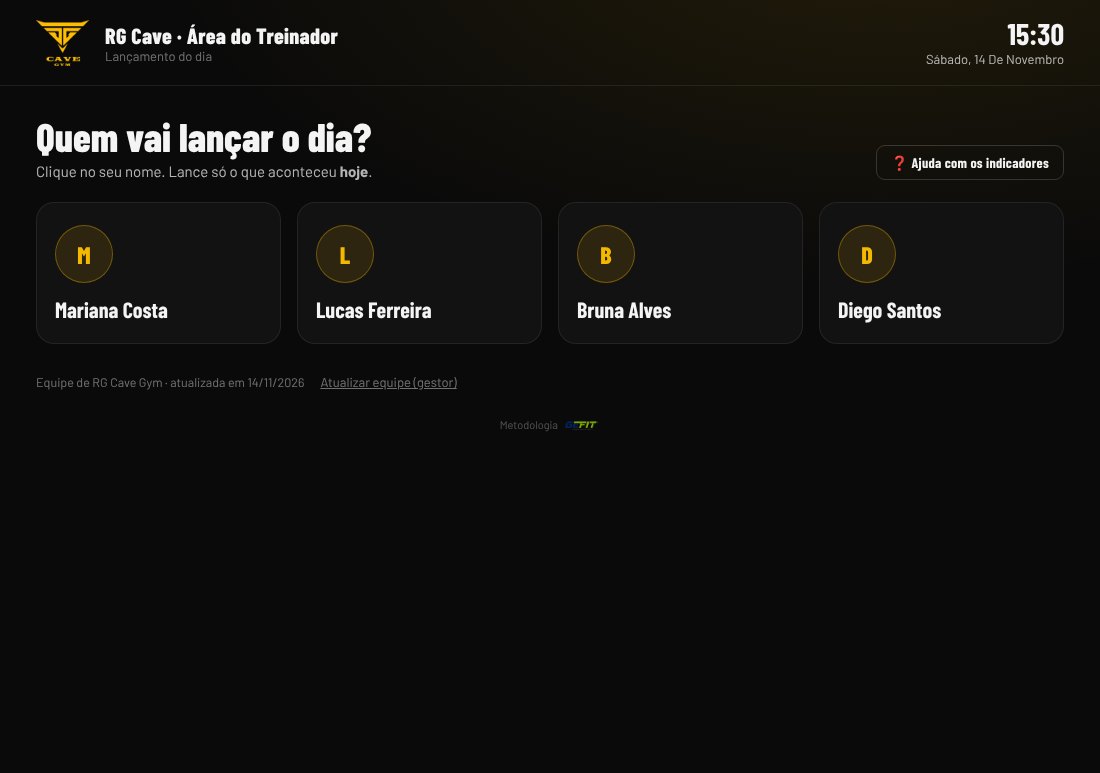 CAVE
GYM
RG Cave · Área do Treinador
Lançamento do dia
15:30
Sábado, 14 De Novembro
Quem vai lançar o dia?
Clique no seu nome. Lance só o que aconteceu hoje.
❓ Ajuda com os indicadores
M
Mariana Costa
L
Lucas Ferreira
B
Bruna Alves
D
Diego Santos
Equipe de RG Cave Gym · atualizada em 14/11/2026
Atualizar equipe (gestor)
Metodologia
FIT